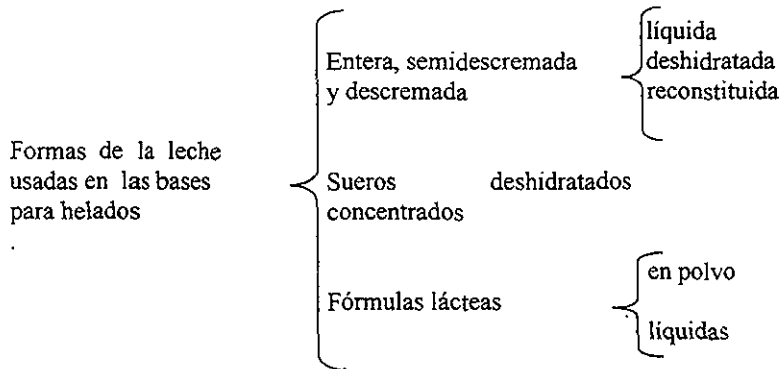 Formas de la leche
usadas en las bases
para helados
.
Entera, semidescremada
y descremada
líquida
deshidratada
reconstituida
Sueros deshidratados
concentrados
Fórmulas lácteas
en polvo
líquidas